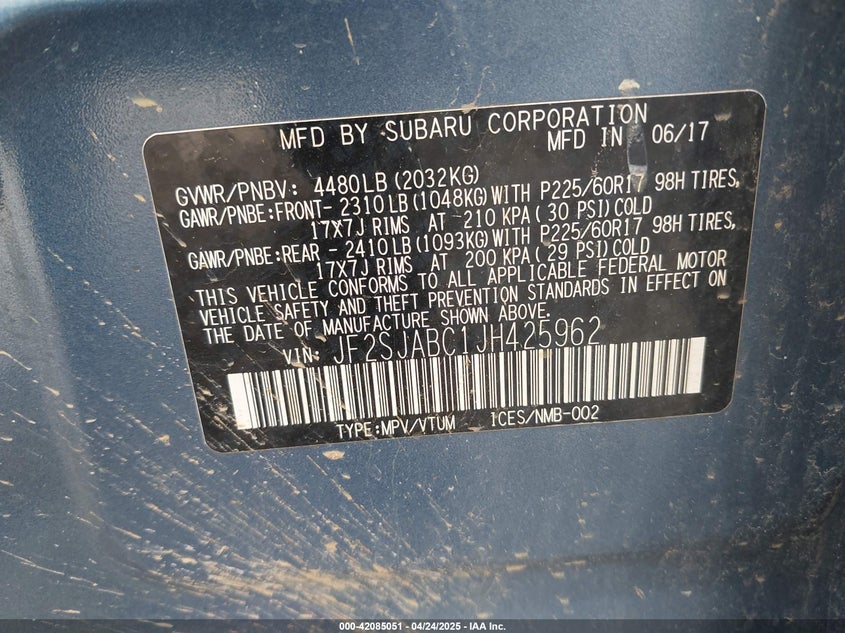 MFD BY SUBARU CORPORATION
MFD IN 06/17
GVWR/PNBV: 4480LB(2032KG)
GAWR/PNBE:FRONT- 2310LB(1048KG)WITH P225/60R17 98H TIRES,
17X7J RIMS AT 210 KPA( 30 PSI)COLD
GAWR/PNBE:REAR - 2410LB(1093KG)WITH P225/60R17 98H TIRES,
17X7J RIMS AT 200 KPA( 29 PSI)COLD
THIS VEHICLE CONFORMS TO ALL APPLICABLE FEDERAL MOTOR
VEHICLE SAFETY AND THEFT PREVENTION STANDARDS IN EFFECT ON
THE DATE OF MANUFACTURE SHOWN ABOVE.
VIN: JF2SJABC1JH425962
TYPE:MPV/VTUM ICES/NMB-002
000-42085051 - 04/24/2025 - IAA Inc.